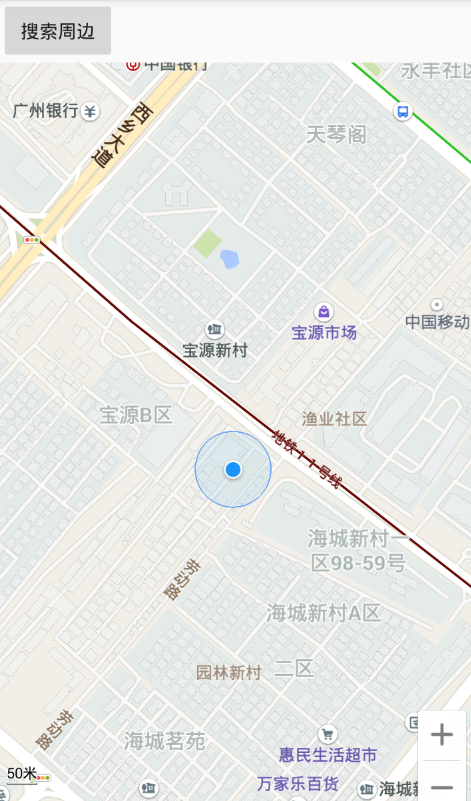 搜索周边
中国银行
永丰社区
广州银行
西乡大道
天琴阁
中国移动
宝源市场
宝源新村
宝源B区
渔业社区
地铁11号线
海城新村一
区98-59号
劳动路
海城新村A区
园林新村
二区
劳动路
海城茗苑
惠民生活超市
50米
万家乐百货
海城新